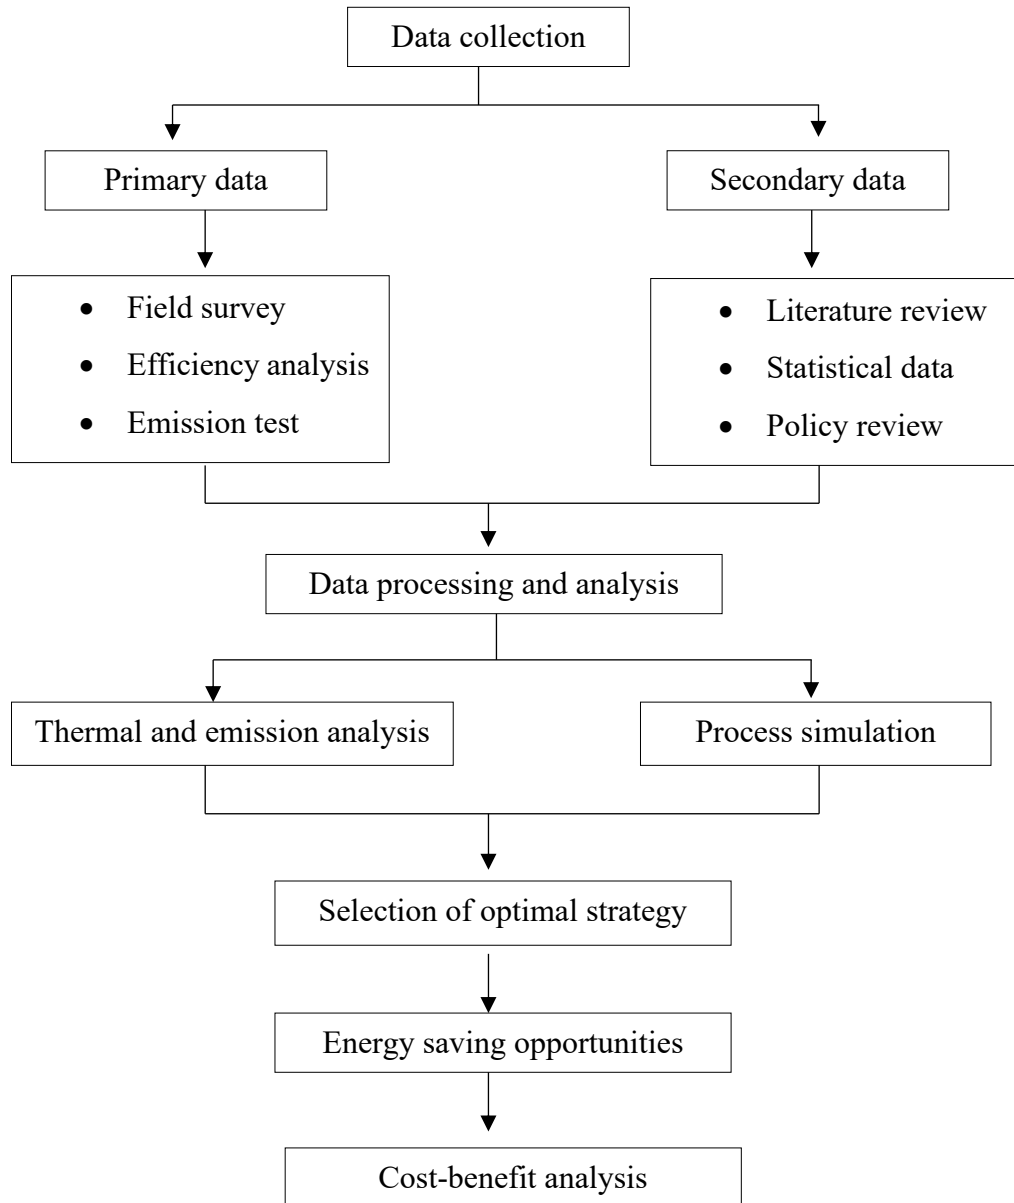 Data collection
Primary data
Secondary data
• Field survey
• Efficiency analysis
• Emission test
• Literature review
• Statistical data
• Policy review
Data processing and analysis
Thermal and emission analysis
Process simulation
Selection of optimal strategy
Energy saving opportunities
Cost-benefit analysis